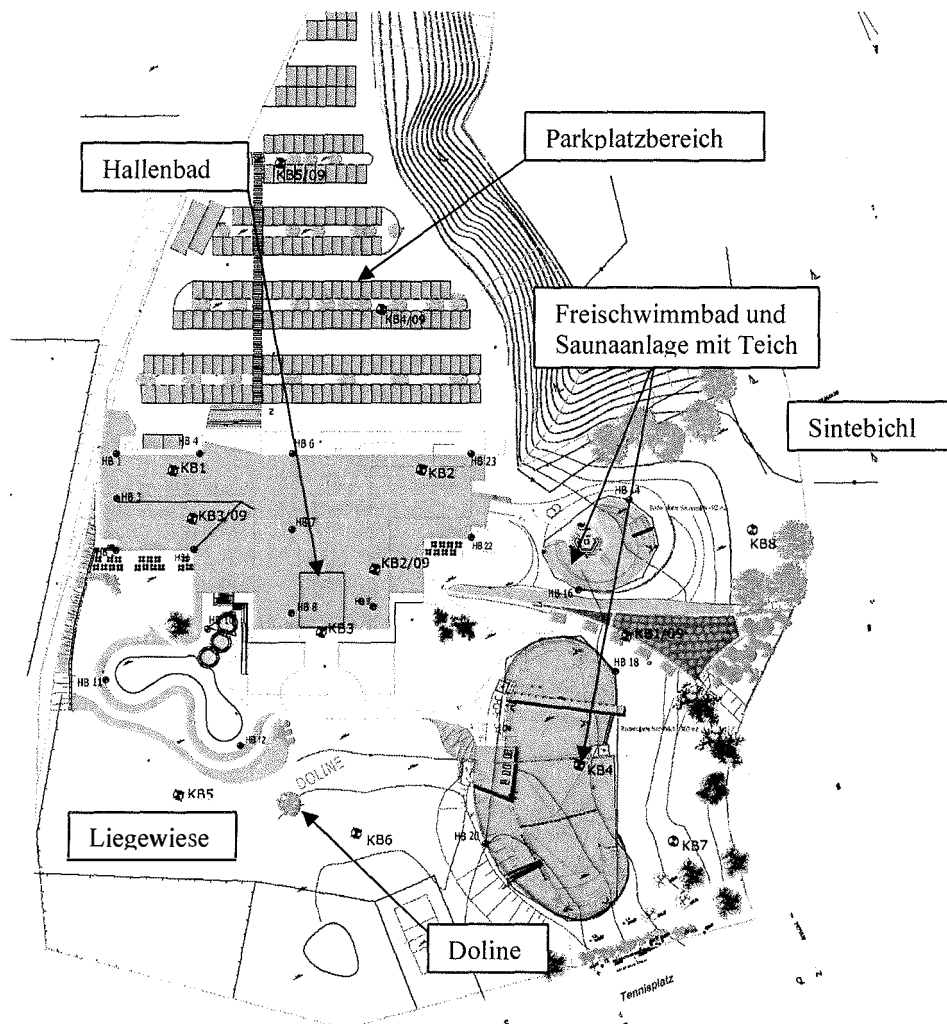 Parkplatzbereich
Hallenbad
KB5/09
KB4/09
Freischwimmbad und
Saunaanlage mit Teich
Sintebichl
HB 1
HB 4
HB 6
HB 23
KB1
KB2
HB 3
KB3/09
HB 7
HB 22
HB 14
KB8
KB2/09
HB 16
HB 8
KB3
KB1/09
HB 18
HB 11
HB 12
DOLINE
KB4
KB5
KB6
HB 20
KB7
Liegewiese
Doline
Tennisplatz